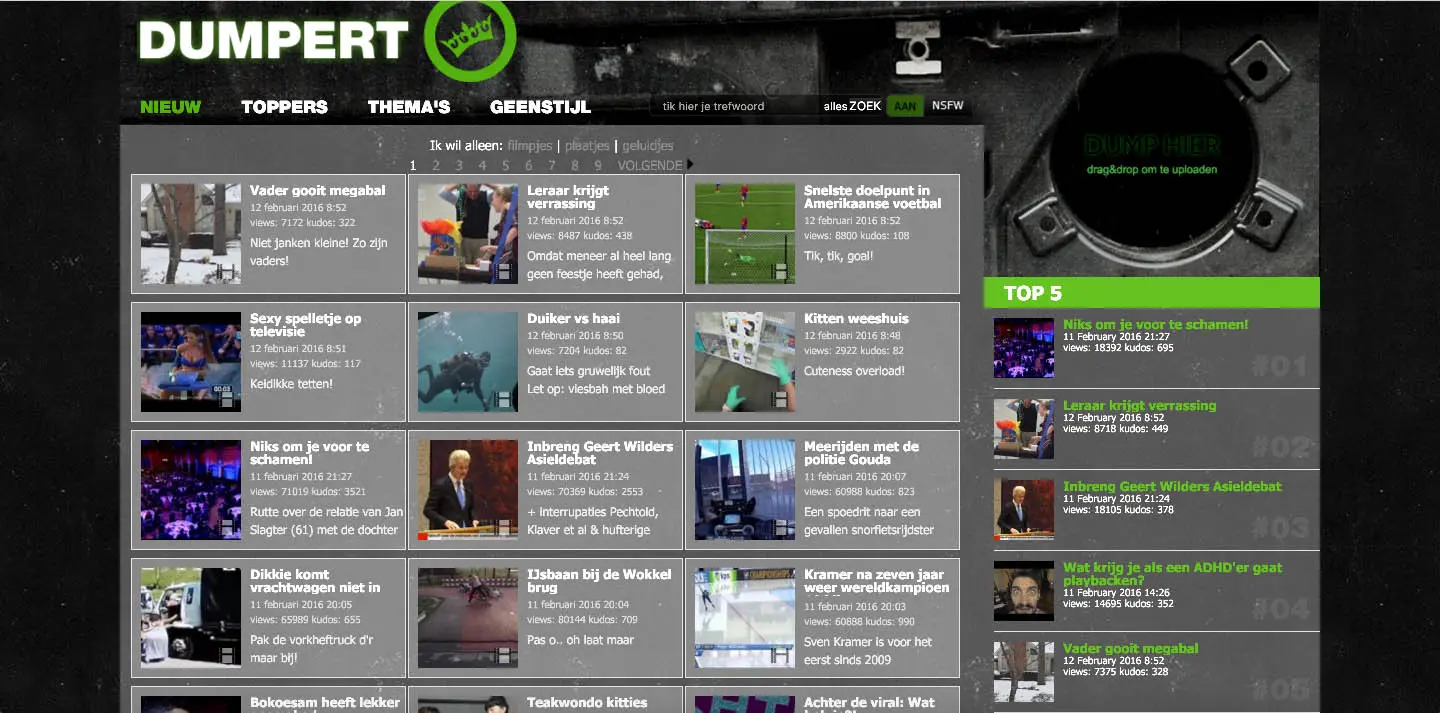 DUMPERT
NIEUW TOPPERS THEMA'S GEENSTIJL tik hier je trefwoord alles ZOEK AAN NSFW
DUMP HIER
drag&drop om te uploaden
Ik wil alleen: filmpjes | plaatjes | geluidjes
1 2 3 4 5 6 7 8 9 VOLGENDE
Vader gooit megabal
12 februari 2016 8:52
views: 7172 kudos: 322
Niet janken kleine! Zo zijn
vaders!
Leraar krijgt
verrassing
12 februari 2016 8:52
views: 8487 kudos: 438
Omdat meneer al heel lang
geen feestje heeft gehad,
Snelste doelpunt in
Amerikaanse voetbal
12 februari 2016 8:52
views: 8800 kudos: 108
Tik, tik, goal!
Sexy spelletje op
televisie
12 februari 2016 8:51
views: 11137 kudos: 117
Keidikke tetten!
00:03
Duiker vs haai
12 februari 2016 8:50
views: 7204 kudos: 82
Gaat iets gruwelijk fout
Let op: viesbah met bloed
Kitten weeshuis
12 februari 2016 8:48
views: 2922 kudos: 82
Cuteness overload!
Niks om je voor te
schamen!
11 februari 2016 21:27
views: 71019 kudos: 3521
Rutte over de relatie van Jan
Slagter (61) met de dochter
Inbreng Geert Wilders
Asieldebat
11 februari 2016 21:24
views: 70369 kudos: 2553
+ interrupaties Pechtold,
Klaver et al & hufterige
Meerijden met de
politie Gouda
11 februari 2016 20:07
views: 60988 kudos: 823
Een spoedrit naar een
gevallen snorfietsrijdster
Dikkie komt
vrachtwagen niet in
11 februari 2016 20:05
views: 65989 kudos: 655
Pak de vorkheftruck d'r
maar bij!
IJsbaan bij de Wokkel
brug
11 februari 2016 20:04
views: 80144 kudos: 709
Pas o.. oh laat maar
Kramer na zeven jaar
weer wereldkampioen
11 februari 2016 20:03
views: 60888 kudos: 990
Sven Kramer is voor het
eerst sinds 2009
Bokoesam heeft lekker
Teakwondo kitties
Achter de viral: Wat
TOP 5
Niks om je voor te schamen!
11 February 2016 21:27
views: 18392 kudos: 695
#01
Leraar krijgt verrassing
12 February 2016 8:52
views: 8718 kudos: 449
#02
Inbreng Geert Wilders Asieldebat
11 February 2016 21:24
views: 18105 kudos: 378
#03
Wat krijg je als een ADHD'er gaat
playbacken?
11 February 2016 14:26
views: 14695 kudos: 352
#04
Vader gooit megabal
12 February 2016 8:52
views: 7375 kudos: 328
#05